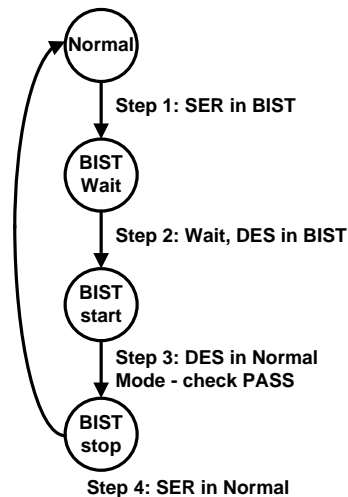 Normal
Step 1: SER in BIST
BIST
Wait
Step 2: Wait, DES in BIST
BIST
start
Step 3: DES in Normal
Mode - check PASS
BIST
stop
Step 4: SER in Normal